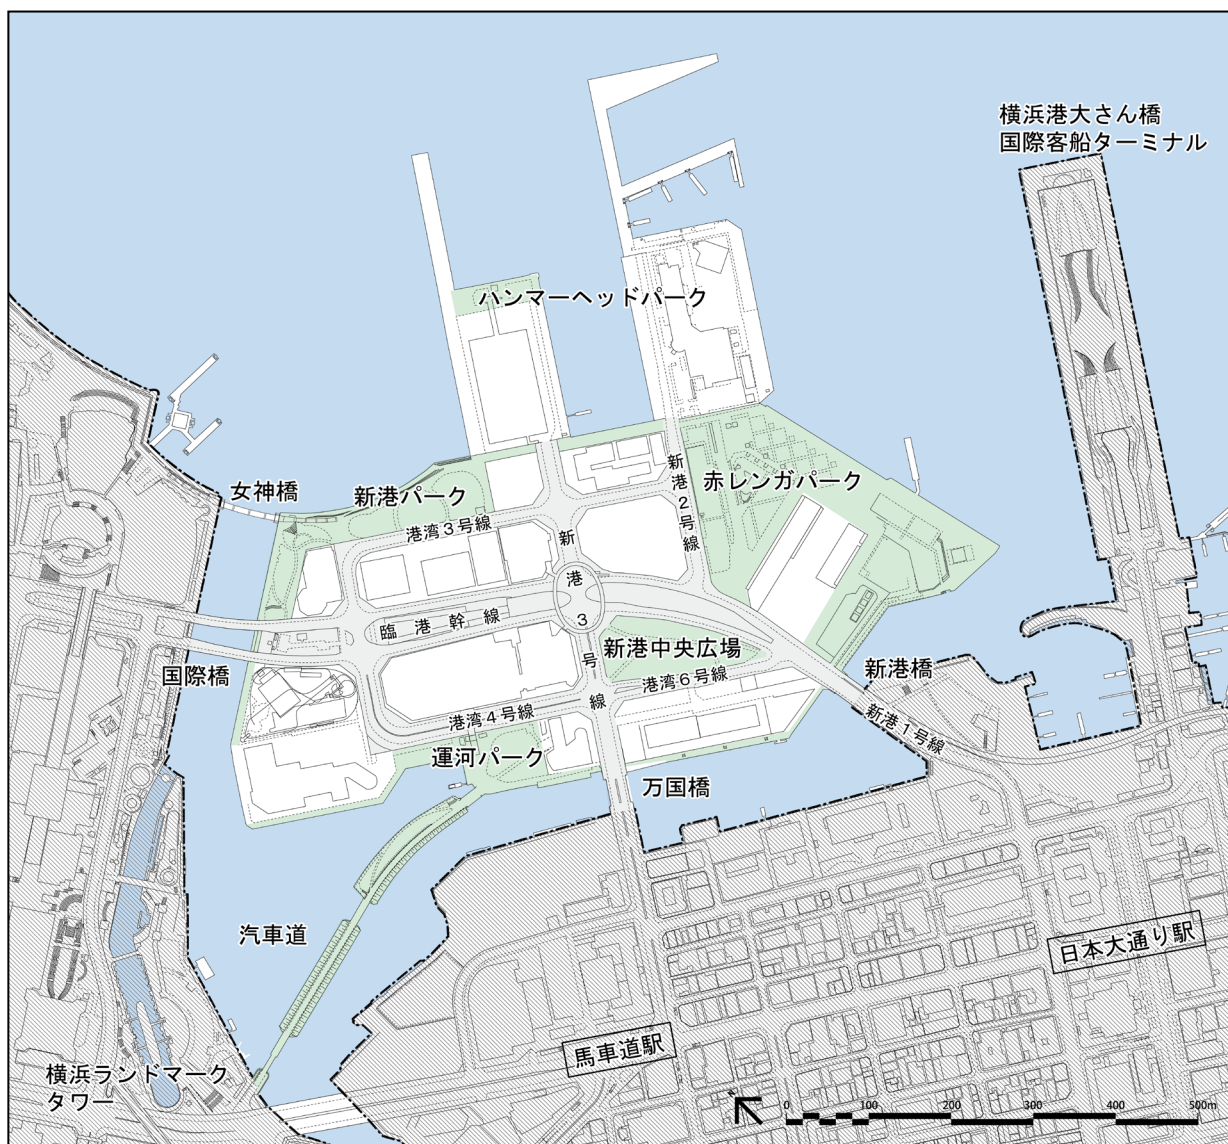 横浜港大さん橋
国際客船ターミナル
ハンマーヘッドパーク
女神橋
新港パーク
赤レンガパーク
新港2号線
港湾3号線
新港3号線
臨港幹線
国際橋
新港中央広場
新港橋
港湾6号線
港湾4号線
新港1号線
運河パーク
万国橋
汽車道
日本大通り駅
馬車道駅
横浜ランドマーク
タワー
0 100 200 300 400 500m